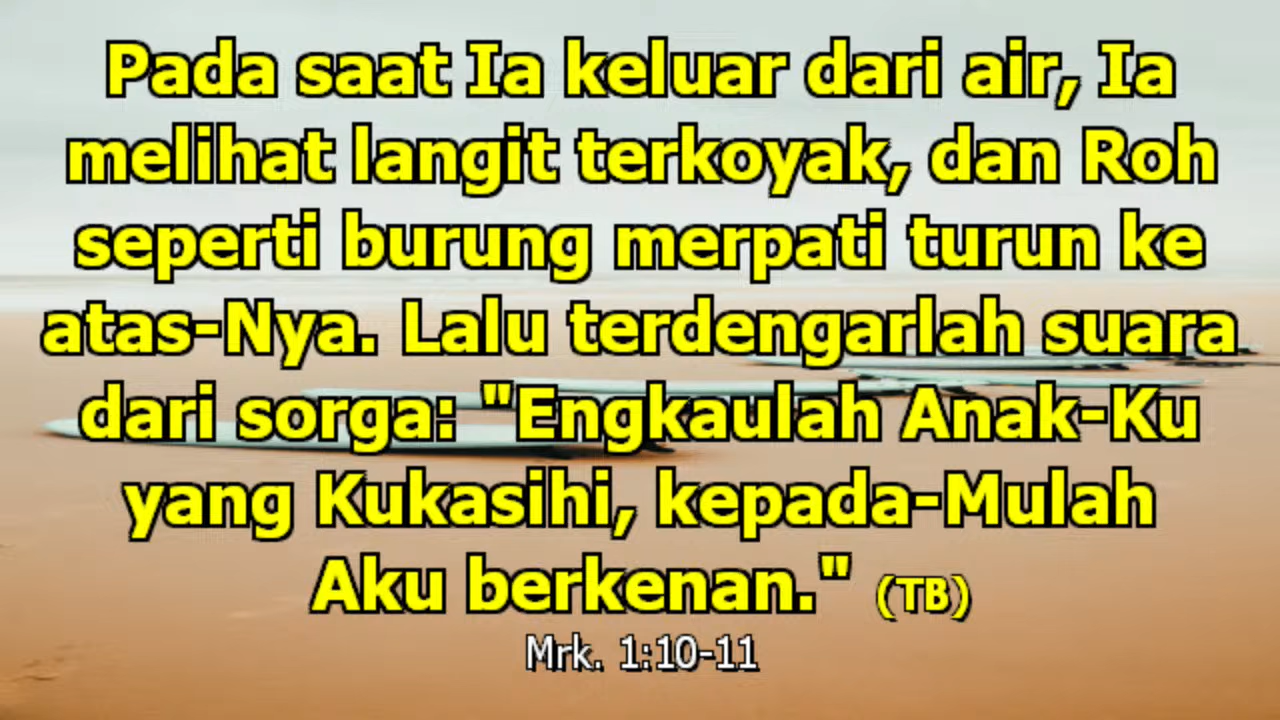 Pada saat Ia keluar dari air, Ia
melihat langit terkoyak, dan Roh
seperti burung merpati turun ke
atas-Nya. Lalu terdengarlah suara
dari sorga: "Engkaulah Anak-Ku
yang Kukasihi, kepada-Mulah
Aku berkenan." (TB)
Mrk. 1:10-11